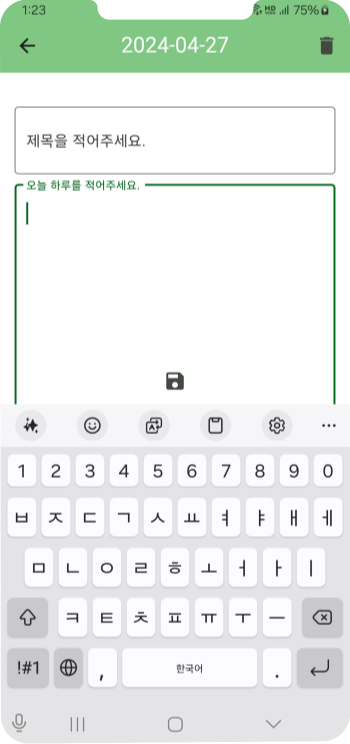 1:23 75%
2024-04-27
제목을 적어주세요.
오늘 하루를 적어주세요.
1 2 3 4 5 6 7 8 9 0
ㅂ ㅈ ㄷ ㄱ ㅅ ㅛ ㅕ ㅑ ㅐ ㅔ
ㅁ ㄴ ㅇ ㄹ ㅎ ㅗ ㅓ ㅏ ㅣ
ㅋ ㅌ ㅊ ㅍ ㅠ ㅜ ㅡ
!#1 , 한국어 .